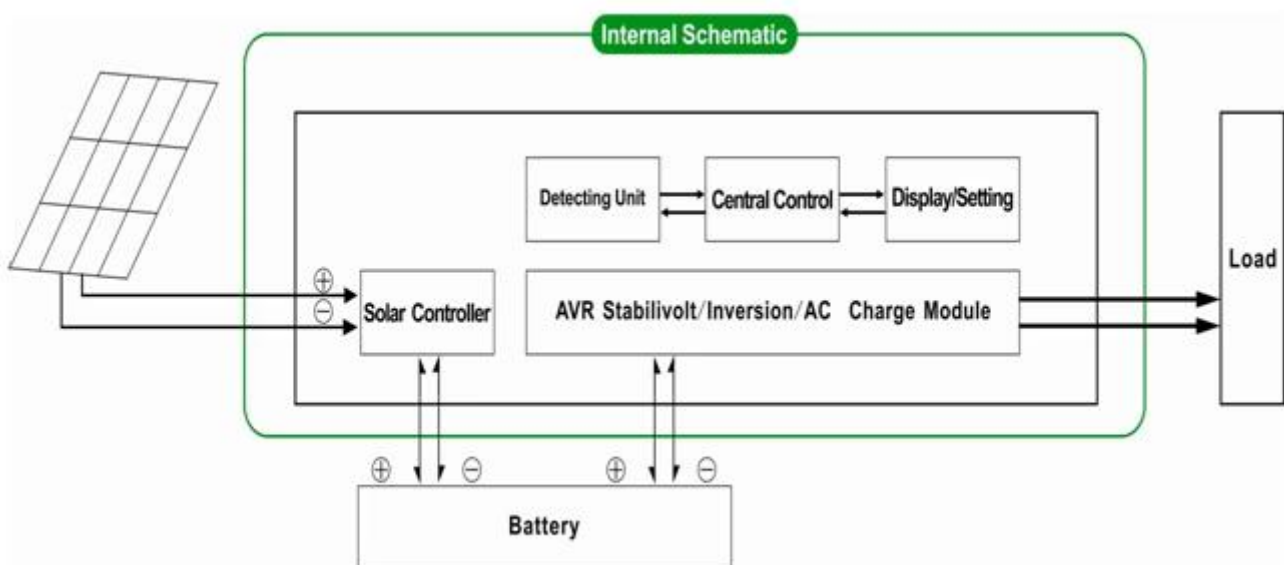 Internal Schematic
Detecting Unit
Central Control
Display/Setting
Load
⊕
⊖
Solar Controller
AVR Stabilivolt/Inversion/AC Charge Module
⊕ ⊖ ⊕ ⊖
Battery